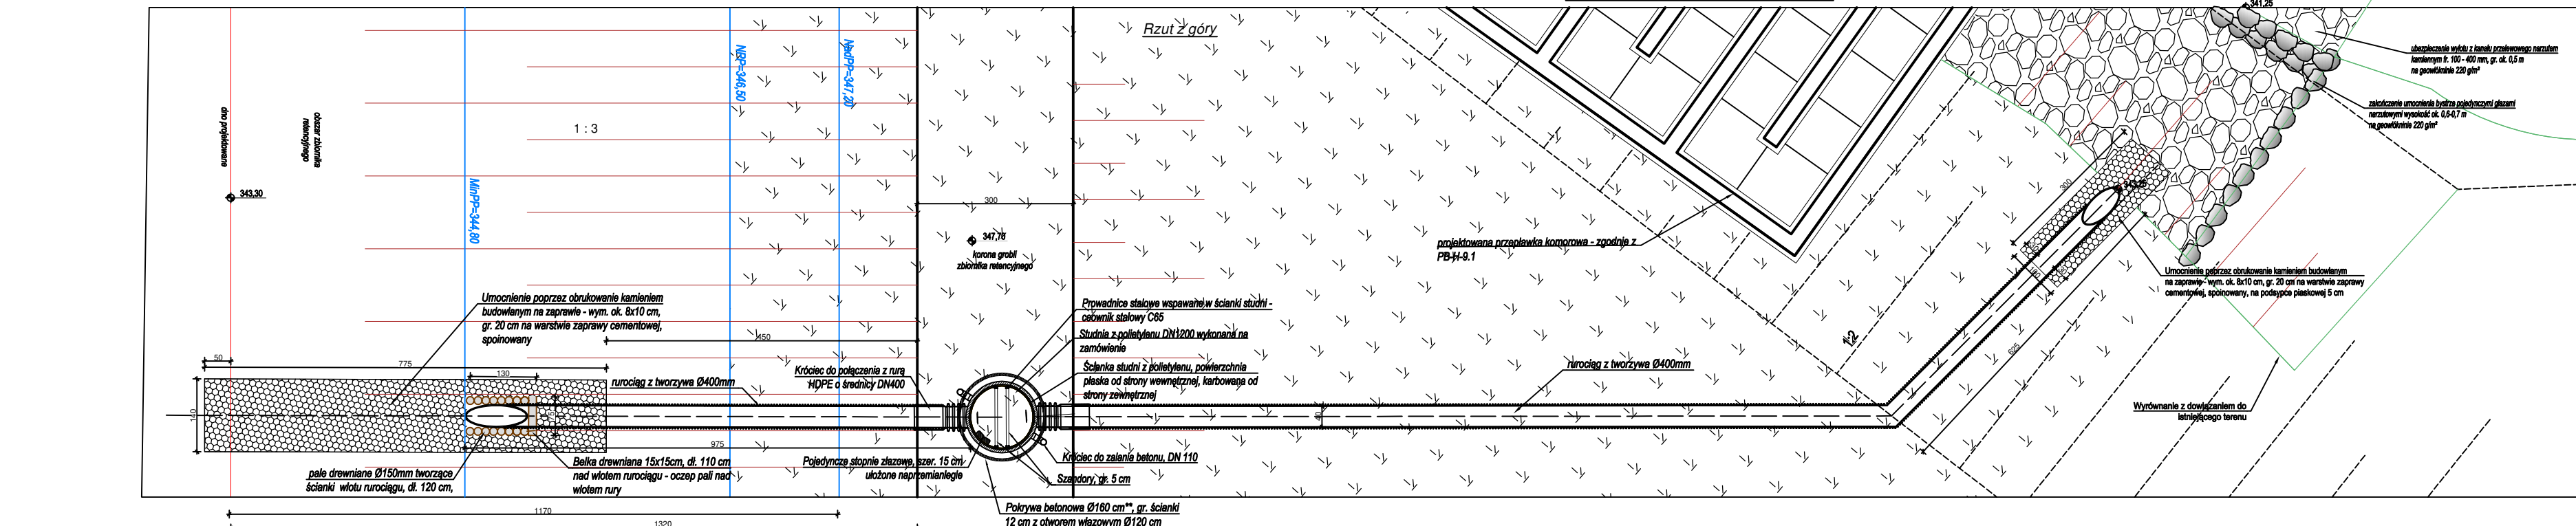 Rzut z góry
341,25
ubezpieczenie wylotu z kanału przelewowego narzutem
kamiennym fr. 100 - 400 mm, gr. ok. 0,5 m
na geowłókninie 220 g/m²
zakończenie umocnienia bystrza pojedynczymi głazami
narzutowymi wysokość ok. 0,6-0,7 m
na geowłókninie 220 g/m²
dno projektowane
obszar zbiornika
retencyjnego
343,30
1 : 3
MinPP=344,80
NRP=346,50
NadPP=347,20
300
347,76
korona grobli
zbiornika retencyjnego
projektowana przepławka komorowa - zgodnie z
PB-H-9.1
300
Umocnienie poprzez obrukowanie kamieniem budowlanym
na zaprawie - wym. ok. 8x10 cm, gr. 20 cm na warstwie zaprawy
cementowej, spoinowany, na podsypce piaskowej 5 cm
Umocnienie poprzez obrukowanie kamieniem
budowlanym na zaprawie - wym. ok. 8x10 cm,
gr. 20 cm na warstwie zaprawy cementowej,
spoinowany
450
50
775
130
140
rurociąg z tworzywa Ø400mm
Króciec do połączenia z rurą
HDPE o średnicy DN400
Prowadnice stalowe wspawane w ścianki studni -
ceownik stalowy C65
Studnia z polietylenu DN1200 wykonana na
zamówienie
Ścianka studni z polietylenu, powierzchnia
płaska od strony wewnętrznej, karbowana od
strony zewnętrznej
rurociąg z tworzywa Ø400mm
1:2
625
Wyrównanie z dowiązaniem do
istniejącego terenu
975
pale drewniane Ø150mm tworzące
ścianki wlotu rurociągu, dł. 120 cm,
Belka drewniana 15x15cm, dł. 110 cm
nad wlotem rurociągu - oczep pali nad
wlotem rury
Pojedyncze stopnie złazowe, szer. 15 cm
ułożone naprzemianlegle
Króciec do zalania betonu, DN 110
Szandory, gr. 5 cm
Pokrywa betonowa Ø160 cm**, gr. ścianki
12 cm z otworem włazowym Ø120 cm
1170
1320